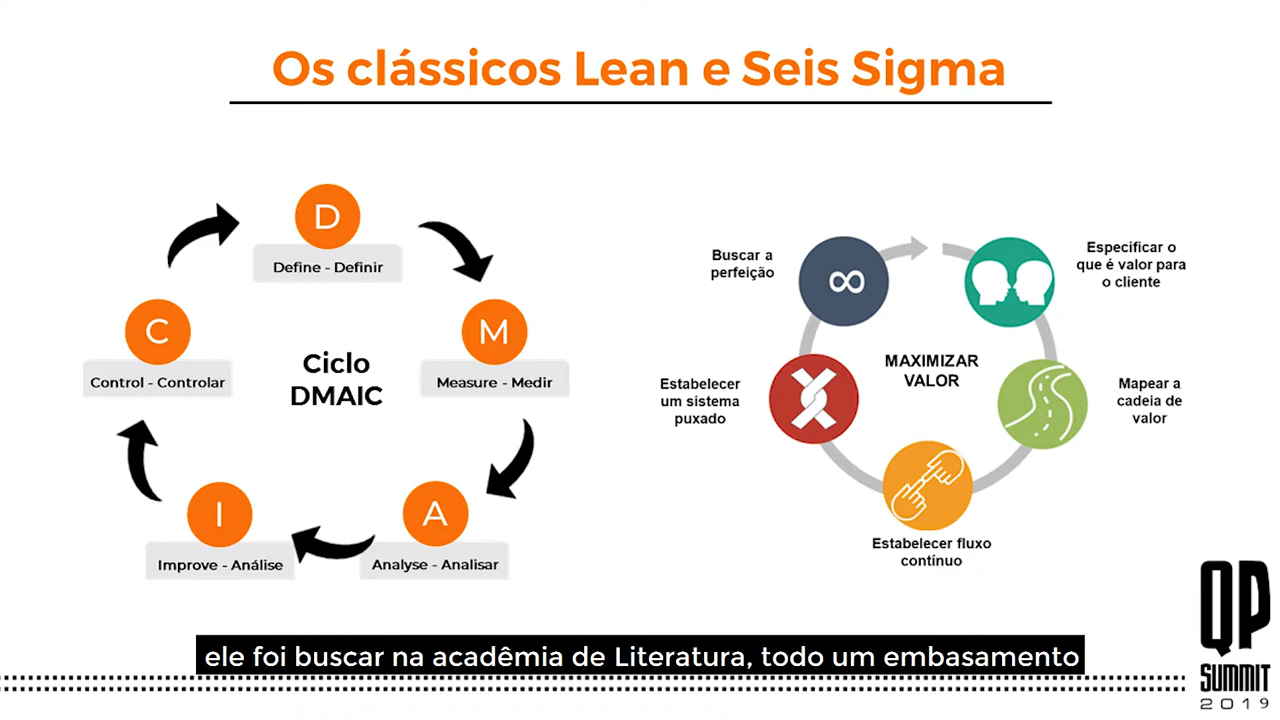 Os clássicos Lean e Seis Sigma
D
Define - Definir
M
Measure - Medir
A
Analyse - Analisar
I
Improve - Análise
C
Control - Controlar
Ciclo
DMAIC
Especificar o
que é valor para
o cliente
Mapear a
cadeia de
valor
Estabelecer fluxo
contínuo
Estabelecer
um sistema
puxado
Buscar a
perfeição
MAXIMIZAR
VALOR
ele foi buscar na acadêmia de Literatura, todo um embasamento
QP
SUMMIT
2019